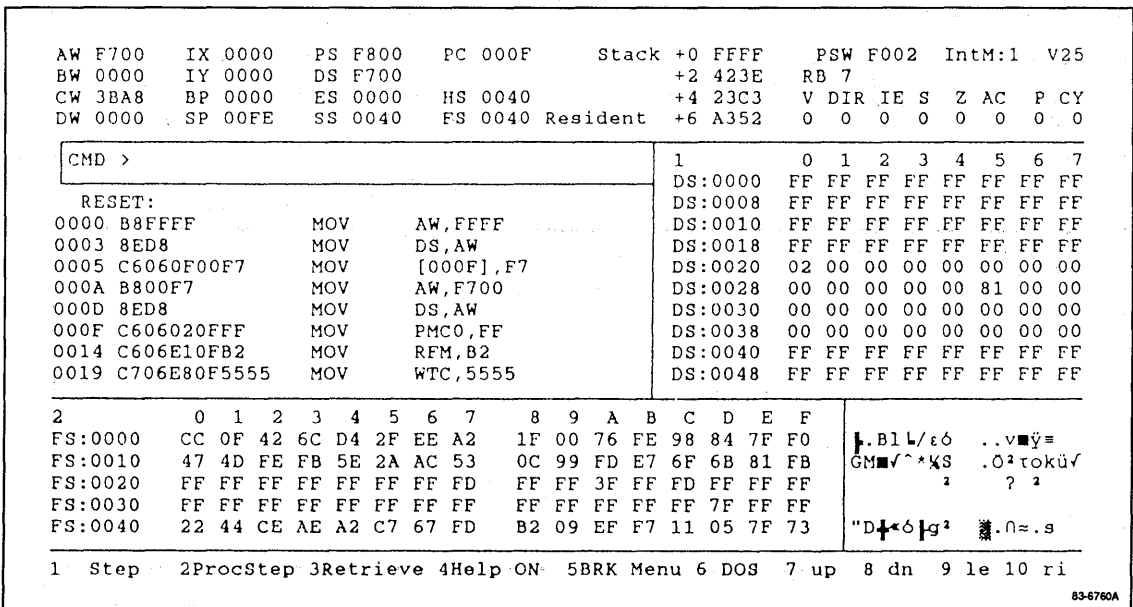 AW F700 IX 0000 PS F800 PC 000F Stack +0 FFFF PSW F002 IntM:1 V25
BW 0000 IY 0000 DS F700 +2 423E RB 7
CW 3BA8 BP 0000 ES 0000 HS 0040 +4 23C3 V DIR IE S Z AC P CY
DW 0000 SP 00FE SS 0040 FS 0040 Resident +6 A352 0 0 0 0 0 0 0 0
CMD >
RESET:
0000 B8FFFF MOV AW,FFFF
0003 8ED8 MOV DS,AW
0005 C6060F00F7 MOV [000F],F7
000A B800F7 MOV AW,F700
000D 8ED8 MOV DS,AW
000F C606020FFF MOV PMC0,FF
0014 C606E10FB2 MOV RFM,B2
0019 C706E80F5555 MOV WTC,5555
1 0 1 2 3 4 5 6 7
DS:0000 FF FF FF FF FF FF FF FF
DS:0008 FF FF FF FF FF FF FF FF
DS:0010 FF FF FF FF FF FF FF FF
DS:0018 FF FF FF FF FF FF FF FF
DS:0020 02 00 00 00 00 00 00 00
DS:0028 00 00 00 00 00 81 00 00
DS:0030 00 00 00 00 00 00 00 00
DS:0038 00 00 00 00 00 00 00 00
DS:0040 FF FF FF FF FF FF FF FF
DS:0048 FF FF FF FF FF FF FF FF
2 0 1 2 3 4 5 6 7 8 9 A B C D E F
FS:0000 CC 0F 42 6C D4 2F EE A2 1F 00 76 FE 98 84 7F F0 ..v■ÿ≡
FS:0010 47 4D FE FB 5E 2A AC 53 0C 99 FD E7 6F 6B 81 FB GM■√^*¼S .Ö²τokü√
FS:0020 FF FF FF FF FF FF FF FD FF FF 3F FF FD FF FF FF ² ? ²
FS:0030 FF FF FF FF FF FF FF FF FF FF FF FF FF 7F FF FF
FS:0040 22 44 CE AE A2 C7 67 FD B2 09 EF F7 11 05 7F 73 "D╬«ó╟g² ▓.∩≈.s
1 Step 2ProcStep 3Retrieve 4Help ON 5BRK Menu 6 DOS 7 up 8 dn 9 le 10 ri
83-6760A